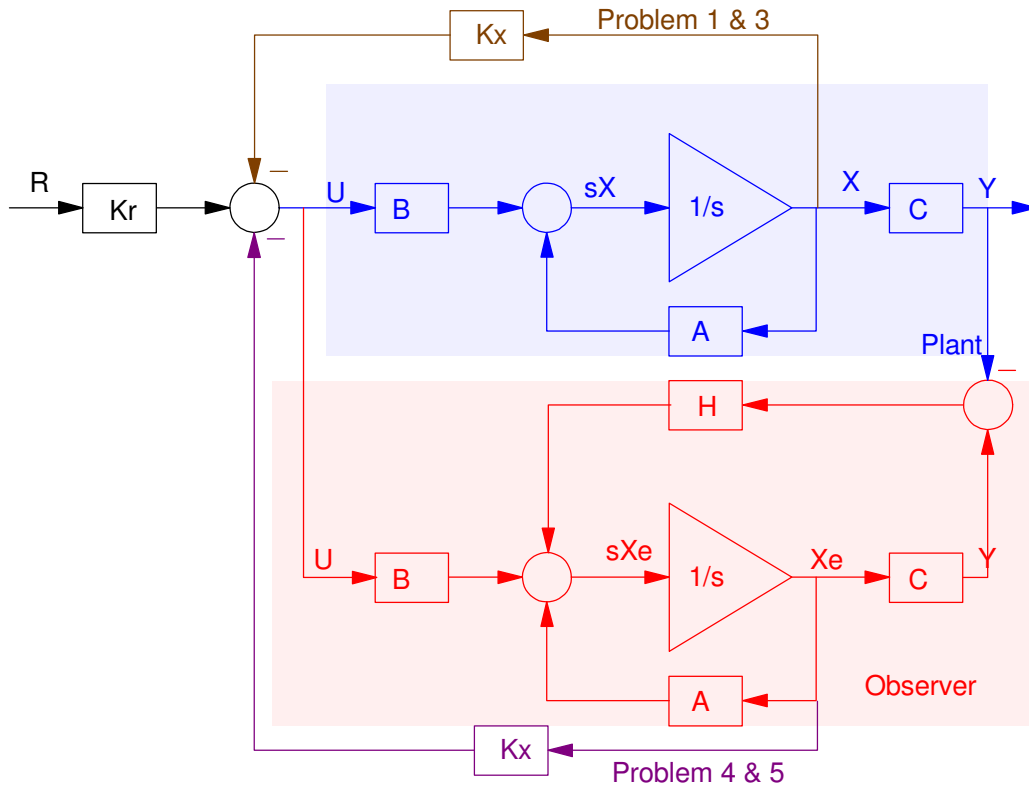 Problem 1 & 3
Kx
R
Kr
U
B
sX
1/s
X
C
Y
A
Plant
H
U
B
sXe
1/s
Xe
C
Y
A
Observer
Kx
Problem 4 & 5